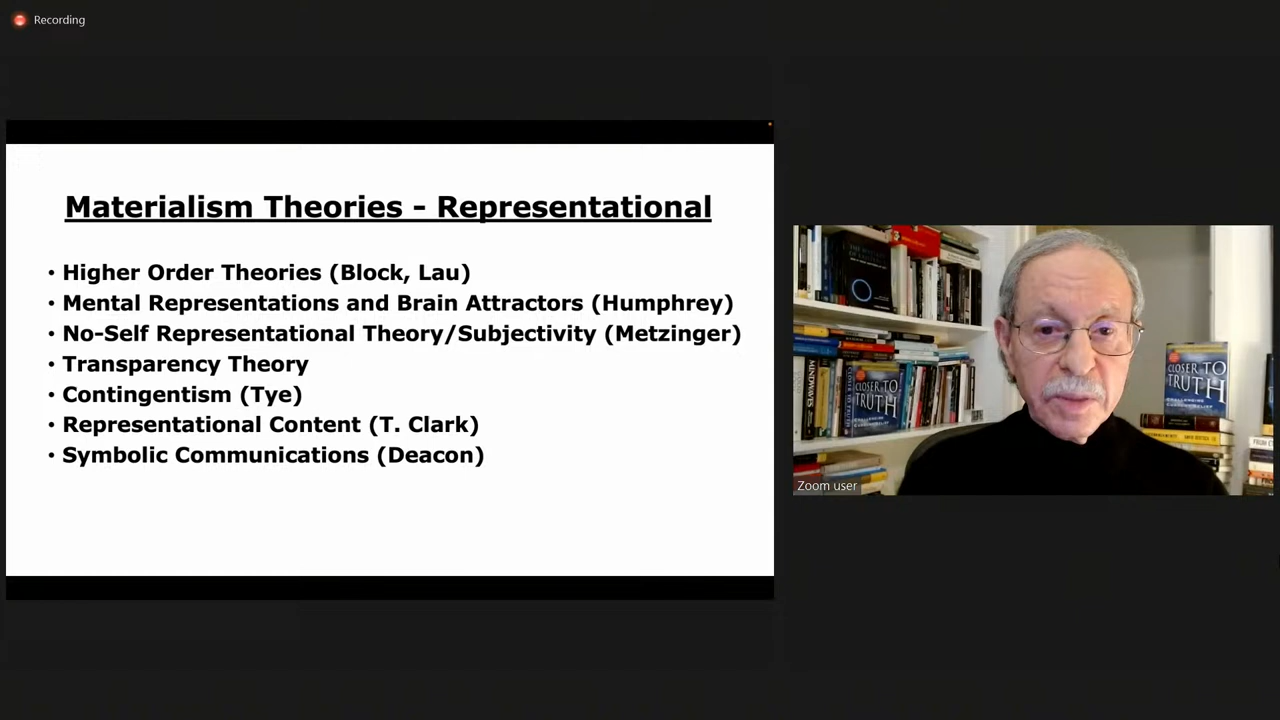 Recording
Materialism Theories - Representational
• Higher Order Theories (Block, Lau)
• Mental Representations and Brain Attractors (Humphrey)
• No-Self Representational Theory/Subjectivity (Metzinger)
• Transparency Theory
• Contingentism (Tye)
• Representational Content (T. Clark)
• Symbolic Communications (Deacon)
MINDWAVES
CLOSER TO
TRUTH
CLOSER TO
TRUTH
Zoom user